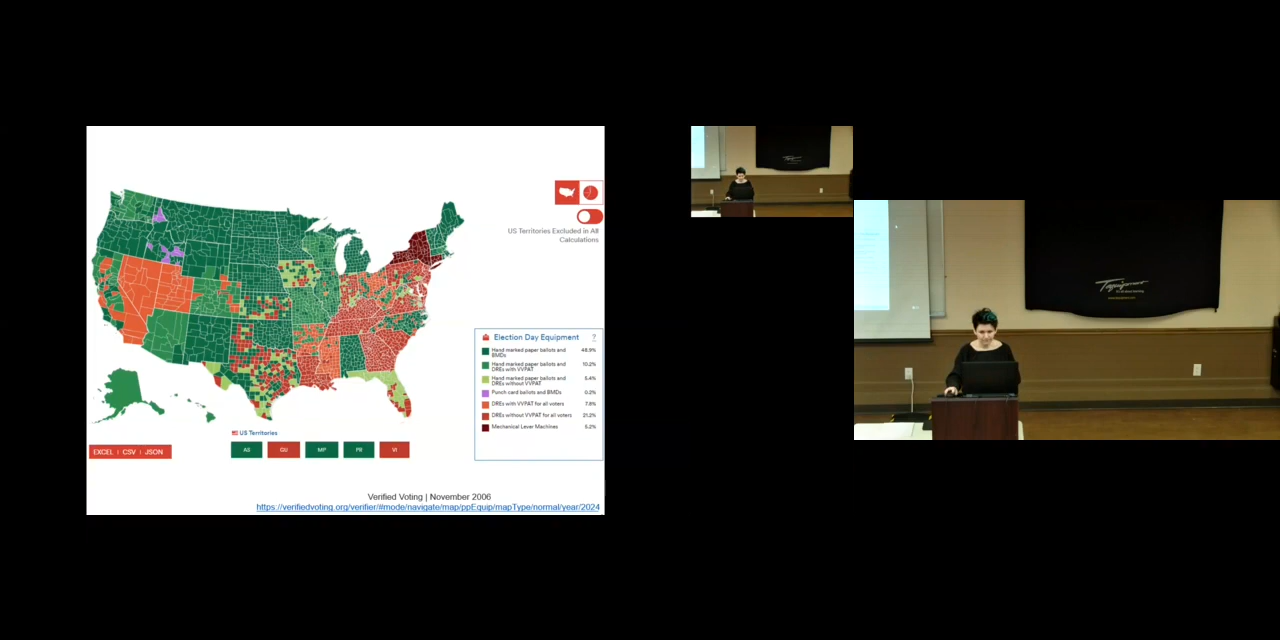 US Territories Excluded in All
Calculations
Election Day Equipment ?
Hand marked paper ballots and
BMDs 48.9%
Hand marked paper ballots and
DREs with VVPAT 10.2%
Hand marked paper ballots and
DREs without VVPAT 6.4%
Punch card ballots and BMDs 0.2%
DREs with VVPAT for all voters 7.8%
DREs without VVPAT for all voters 21.2%
Mechanical Lever Machines 5.2%
US Territories
AS GU MP PR VI
EXCEL | CSV | JSON
Verified Voting | November 2006
https://verifiedvoting.org/verifier/#mode/navigate/map/ppEquip/mapType/normal/year/2024